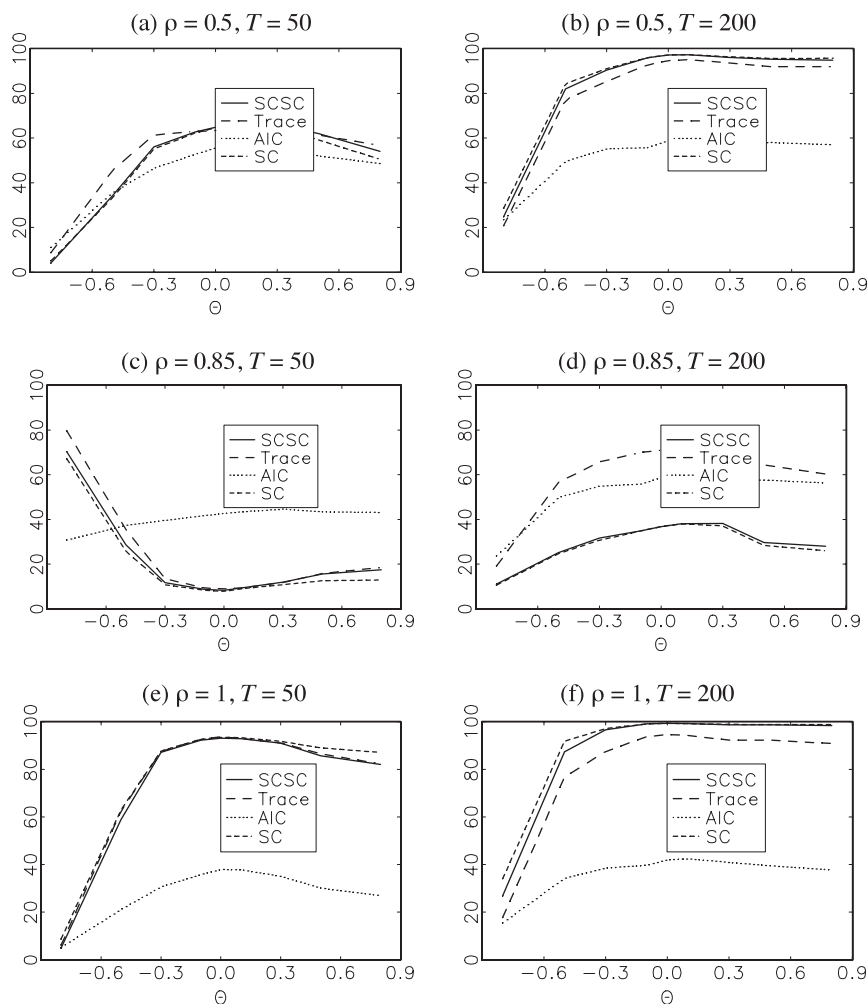 (a) ρ = 0.5, T = 50
100
80
60
40
20
0
SCSC
Trace
AIC
SC
−0.6 −0.3 0.0 0.3 0.6 0.9
Θ
(b) ρ = 0.5, T = 200
100
80
60
40
20
0
SCSC
Trace
AIC
SC
−0.6 −0.3 0.0 0.3 0.6 0.9
Θ
(c) ρ = 0.85, T = 50
100
80
60
40
20
0
SCSC
Trace
AIC
SC
−0.6 −0.3 0.0 0.3 0.6 0.9
Θ
(d) ρ = 0.85, T = 200
100
80
60
40
20
0
SCSC
Trace
AIC
SC
−0.6 −0.3 0.0 0.3 0.6 0.9
Θ
(e) ρ = 1, T = 50
100
80
60
40
20
0
SCSC
Trace
AIC
SC
−0.6 −0.3 0.0 0.3 0.6 0.9
Θ
(f) ρ = 1, T = 200
100
80
60
40
20
0
SCSC
Trace
AIC
SC
−0.6 −0.3 0.0 0.3 0.6 0.9
Θ